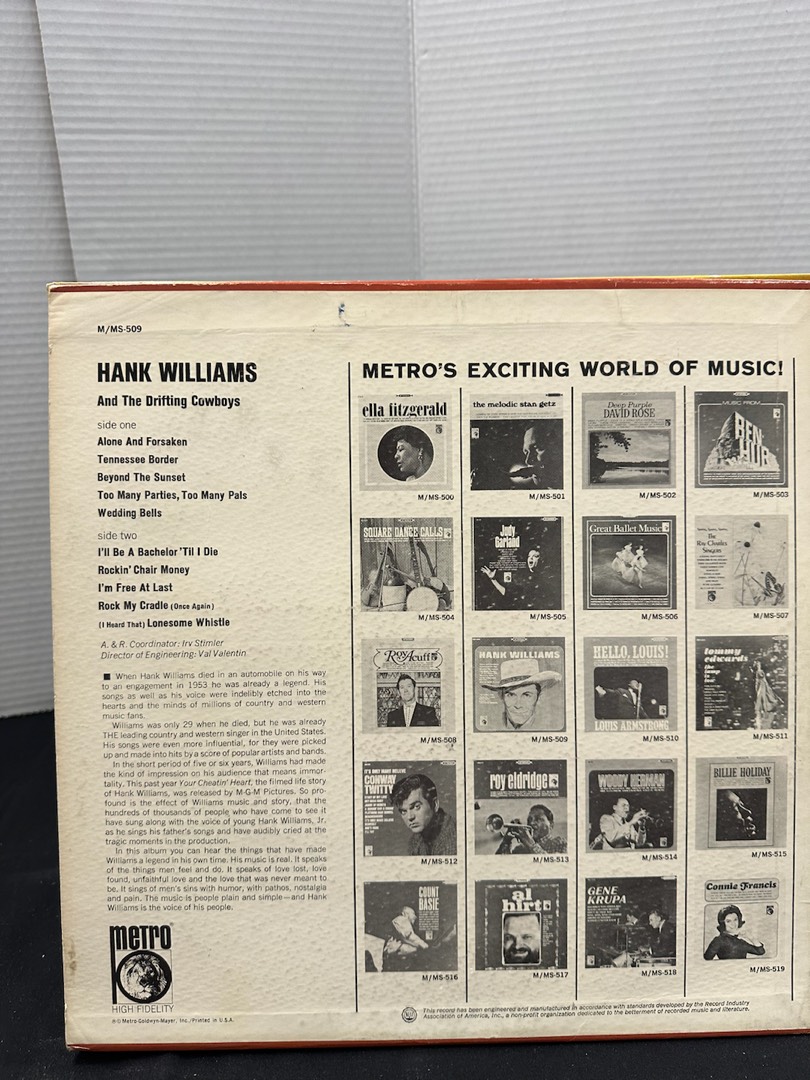 M/MS-509
HANK WILLIAMS
And The Drifting Cowboys
side one
Alone And Forsaken
Tennessee Border
Beyond The Sunset
Too Many Parties, Too Many Pals
Wedding Bells
side two
I'll Be A Bachelor 'Til I Die
Rockin' Chair Money
I'm Free At Last
Rock My Cradle (Once Again)
(I Heard That) Lonesome Whistle
A. & R. Coordinator: Irv Stimler
Director of Engineering: Val Valentin
■ When Hank Williams died in an automobile on his way
to an engagement in 1953 he was already a legend. His
songs as well as his voice were indelibly etched into the
hearts and the minds of millions of country and western
music fans.
Williams was only 29 when he died, but he was already
THE leading country and western singer in the United States.
His songs were even more influential, for they were picked
up and made into hits by a score of popular artists and bands.
In the short period of five or six years, Williams had made
the kind of impression on his audience that means immor-
tality. This past year Your Cheatin' Heart, the filmed life story
of Hank Williams, was released by M-G-M Pictures. So pro-
found is the effect of Williams music and story, that the
hundreds of thousands of people who have come to see it
have sung along with the voice of young Hank Williams, Jr.
as he sings his father's songs and have audibly cried at the
tragic moments in the production.
In this album you can hear the things that have made
Williams a legend in his own time. His music is real. It speaks
of the things men feel and do. It speaks of love lost, love
found, unfaithful love and the love that was never meant to
be. It sings of men's sins with humor, with pathos, nostalgia
and pain. The music is people plain and simple—and Hank
Williams is the voice of his people.
metro
HIGH FIDELITY
Metro-Goldwyn-Mayer, Inc./Printed in U.S.A.
METRO'S EXCITING WORLD OF MUSIC!
ella fitzgerald
M/MS-500
the melodic stan getz
M/MS-501
Deep Purple
DAVID ROSE
M/MS-502
MUSIC FROM
BEN HUR
M/MS-503
SQUARE DANCE CALLS
M/MS-504
Judy
Garland
M/MS-505
Great Ballet Music
M/MS-506
The
Ray Charles
Singers
M/MS-507
Roy Acuff
M/MS-508
HANK WILLIAMS
M/MS-509
HELLO, LOUIS!
LOUIS ARMSTRONG
M/MS-510
tommy
edwards
M/MS-511
IT'S ONLY MAKE BELIEVE
CONWAY
TWITTY
M/MS-512
roy eldridge
M/MS-513
WOODY HERMAN
M/MS-514
BILLIE HOLIDAY
M/MS-515
COUNT
BASIE
M/MS-516
al
hirt
M/MS-517
GENE
KRUPA
M/MS-518
Connie Francis
M/MS-519
This record has been engineered and manufactured in accordance with standards developed by the Record Industry
Association of America, Inc., a non-profit organization dedicated to the betterment of recorded music and literature.